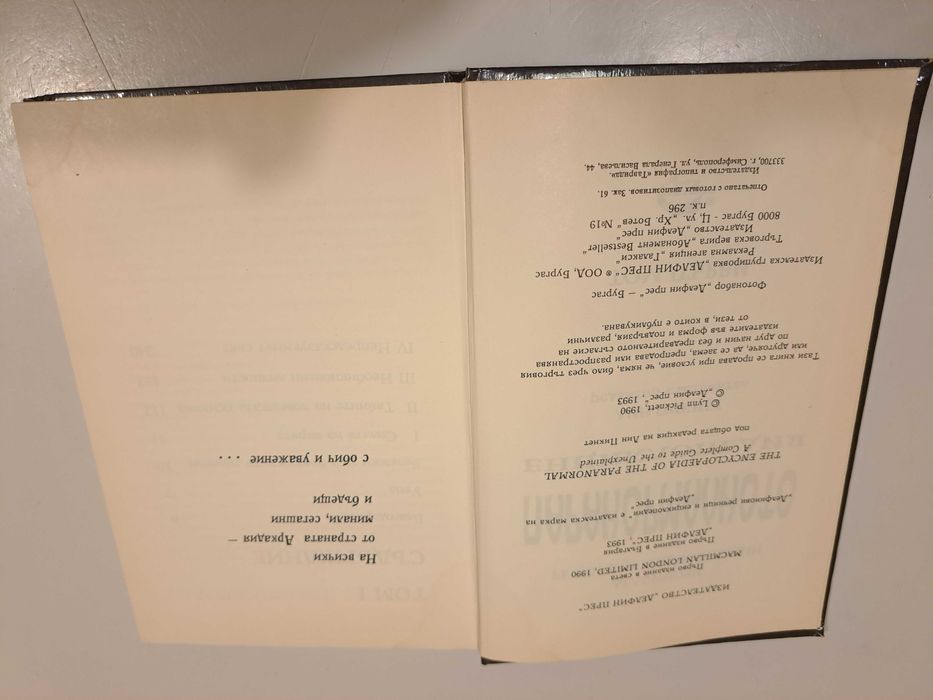 ИЗДАТЕЛСТВО „ДЕЛФИН ПРЕС“
Първо издание в света
MACMILLAN LONDON LIMITED, 1990
Първо издание в България
„ДЕЛФИН ПРЕС“, 1993
„Делфинови речници и енциклопедии“ е издателска марка на
„Делфин прес“
THE ENCYCLOPAEDIA OF THE PARANORMAL
A Complete Guide to the Unexplained
под общата редакция на Лин Пикнет
© Lynn Picknett, 1990
© „Делфин прес“, 1993
Тази книга се продава при условие, че няма, било чрез търговия
или другояче, да се заема, препродава или разпространява
по друг начин и без предварителното съгласие на
издателите във форма и подвързия, различни
от тези, в които е публикувана.
Фотонабор „Делфин прес“ – Бургас
Издателска групировка „ДЕЛФИН ПРЕС“ ® ООД, Бургас
Рекламна агенция „Галакси“
Търговска верига „Абонамент Bestseller“
Издателство „Делфин прес“
8000 Бургас - Ц, ул. „Хр. Ботев“ №19
п.к. 296
Отпечатано с готовых диапозитивов. Зак. 61.
Издательство и типография «Таврида».
333700, г. Симферополь, ул. Генерала Васильева, 44.
На всички
от страната Аркадия –
минали, сегашни
и бъдещи
с обич и уважение . . .